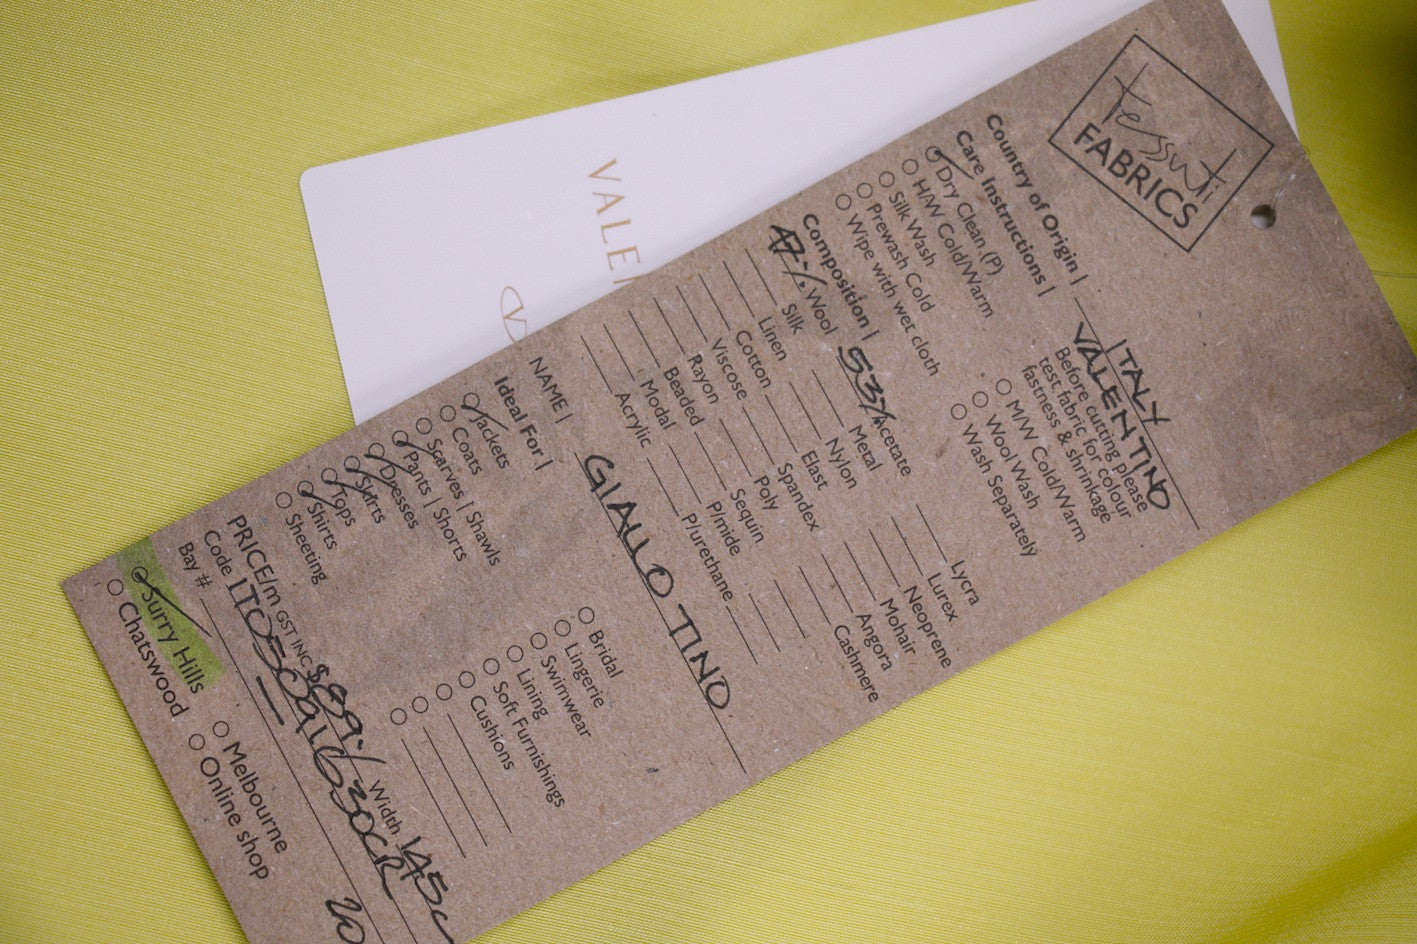 tessuti
FABRICS
Country of Origin | ITALY
VALENTINO
Care Instructions |
Before cutting please
test fabric for colour
fastness & shrinkage
Dry Clean (P)
H/W Cold/Warm
M/W Cold/Warm
Silk Wash
Wool Wash
Prewash Cold
Wash Separately
Wipe with wet cloth
Composition |
47% Wool 53% Acetate Lycra
Silk Metal Lurex
Linen Nylon Neoprene
Cotton Elast Mohair
Viscose Spandex Angora
Rayon Poly Cashmere
Beaded Sequin
Modal P/mide
Acrylic P/urethane
NAME | GIALLO TINO
Ideal For |
Jackets Bridal
Coats Lingerie
Scarves | Shawls Swimwear
Pants | Shorts Lining
Dresses Soft Furnishings
Skirts Cushions
Tops
Shirts
Sheeting
PRICE/m GST INC $89% Width 145c
Code
Bay #
Surry Hills Melbourne
Chatswood Online shop
VALE